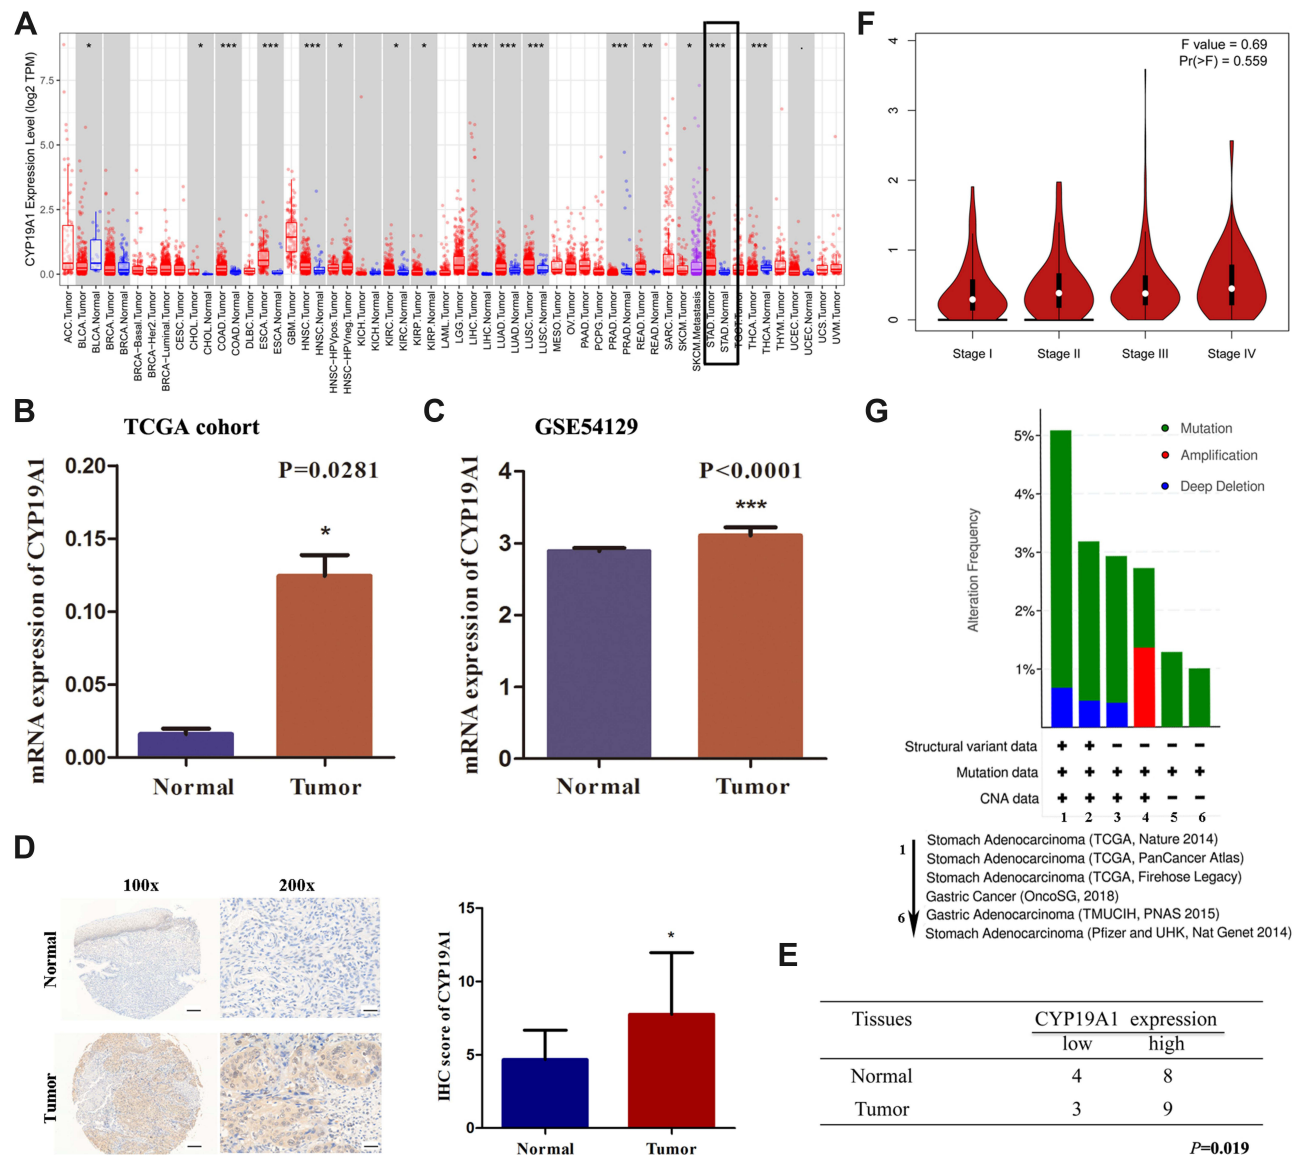 A
CYP19A1 Expression Level (log2 TPM)
7.5
5.0
2.5
0.0
* * *** *** *** * * * *** *** *** *** ** * *** *** .
ACC.Tumor
BLCA.Tumor
BLCA.Normal
BRCA.Tumor
BRCA.Normal
BRCA-Basal.Tumor
BRCA-Her2.Tumor
BRCA-Luminal.Tumor
CESC.Tumor
CHOL.Tumor
CHOL.Normal
COAD.Tumor
COAD.Normal
DLBC.Tumor
ESCA.Tumor
ESCA.Normal
GBM.Tumor
HNSC.Tumor
HNSC.Normal
HNSC-HPVpos.Tumor
HNSC-HPVneg.Tumor
KICH.Tumor
KICH.Normal
KIRC.Tumor
KIRC.Normal
KIRP.Tumor
KIRP.Normal
LAML.Tumor
LGG.Tumor
LIHC.Tumor
LIHC.Normal
LUAD.Tumor
LUAD.Normal
LUSC.Tumor
LUSC.Normal
MESO.Tumor
OV.Tumor
PAAD.Tumor
PCPG.Tumor
PRAD.Tumor
PRAD.Normal
READ.Tumor
READ.Normal
SARC.Tumor
SKCM.Tumor
SKCM.Metastasis
STAD.Tumor
STAD.Normal
TGCT.Tumor
THCA.Tumor
THCA.Normal
THYM.Tumor
UCEC.Tumor
UCEC.Normal
UCS.Tumor
UVM.Tumor
F
F value = 0.69
Pr(>F) = 0.559
4
3
2
1
0
Stage I Stage II Stage III Stage IV
B
TCGA cohort
P=0.0281
*
mRNA expression of CYP19A1
0.20
0.15
0.10
0.05
0.00
Normal Tumor
C
GSE54129
P<0.0001
***
mRNA expression of CYP19A1
4
3
2
1
0
Normal Tumor
G
Mutation
Amplification
Deep Deletion
Alteration Frequency
5%
4%
3%
2%
1%
Structural variant data + + − − − −
Mutation data + + + + + +
CNA data + + + + − −
1 2 3 4 5 6
1
6
Stomach Adenocarcinoma (TCGA, Nature 2014)
Stomach Adenocarcinoma (TCGA, PanCancer Atlas)
Stomach Adenocarcinoma (TCGA, Firehose Legacy)
Gastric Cancer (OncoSG, 2018)
Gastric Adenocarcinoma (TMUCIH, PNAS 2015)
Stomach Adenocarcinoma (Pfizer and UHK, Nat Genet 2014)
D
100x 200x
Normal
Tumor
IHC score of CYP19A1
15
10
5
0
*
Normal Tumor
E
Tissues CYP19A1 expression
low high
Normal 4 8
Tumor 3 9
P=0.019